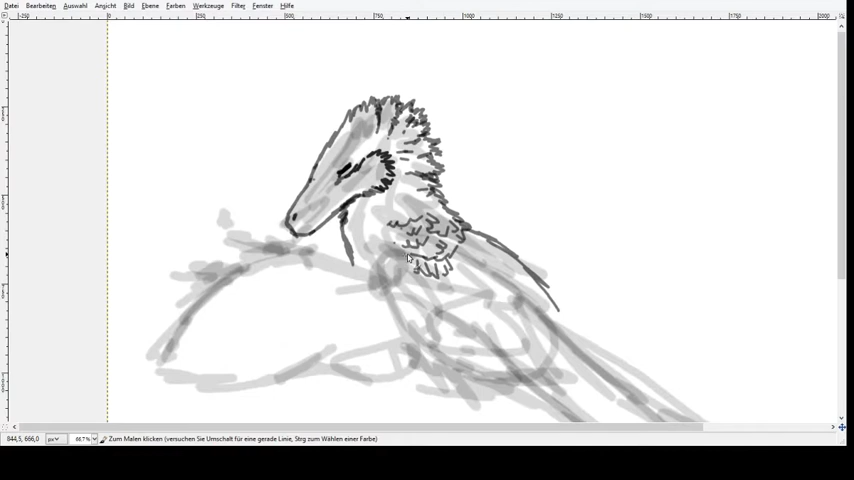 Datei Bearbeiten Auswahl Ansicht Bild Ebene Farben Werkzeuge Filter Fenster Hilfe
-250 250 500 750 1000 1250 1500 1750 2000
844,5, 666,0 px 66,7 % Zum Malen klicken (versuchen Sie Umschalt für eine gerade Linie, Strg zum Wählen einer Farbe)